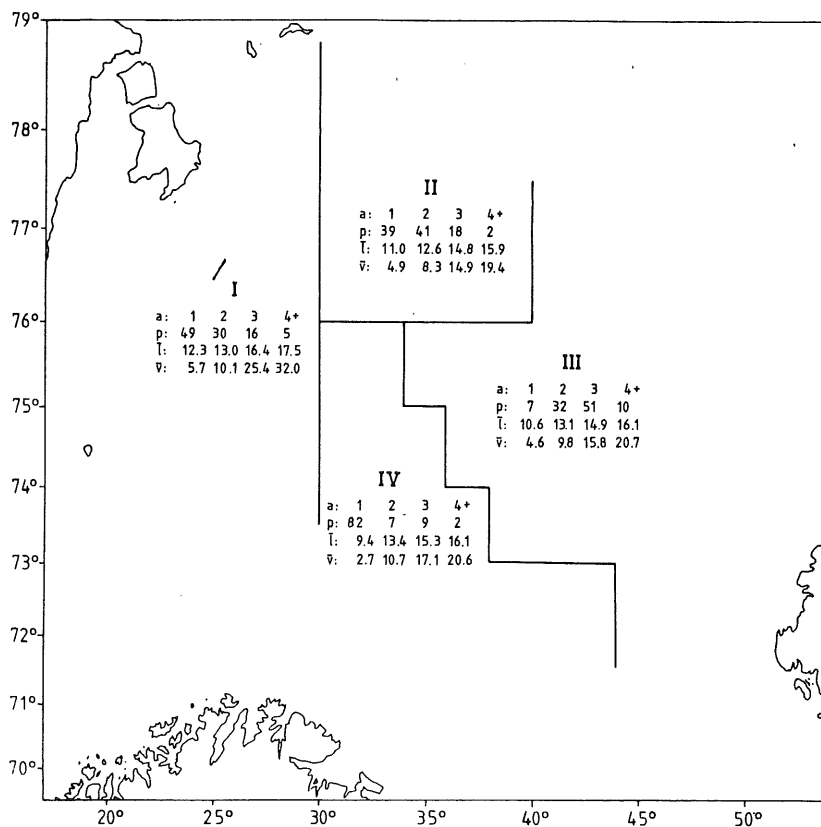 79°
78°
77°
76°
75°
74°
73°
72°
71°
70°
II
a: 1 2 3 4+
p: 39 41 18 2
l̄: 11.0 12.6 14.8 15.9
v̄: 4.9 8.3 14.9 19.4
I
a: 1 2 3 4+
p: 49 30 16 5
l̄: 12.3 13.0 16.4 17.5
v̄: 5.7 10.1 25.4 32.0
III
a: 1 2 3 4+
p: 7 32 51 10
l̄: 10.6 13.1 14.9 16.1
v̄: 4.6 9.8 15.8 20.7
IV
a: 1 2 3 4+
p: 82 7 9 2
l̄: 9.4 13.4 15.3 16.1
v̄: 2.7 10.7 17.1 20.6
20° 25° 30° 35° 40° 45° 50°